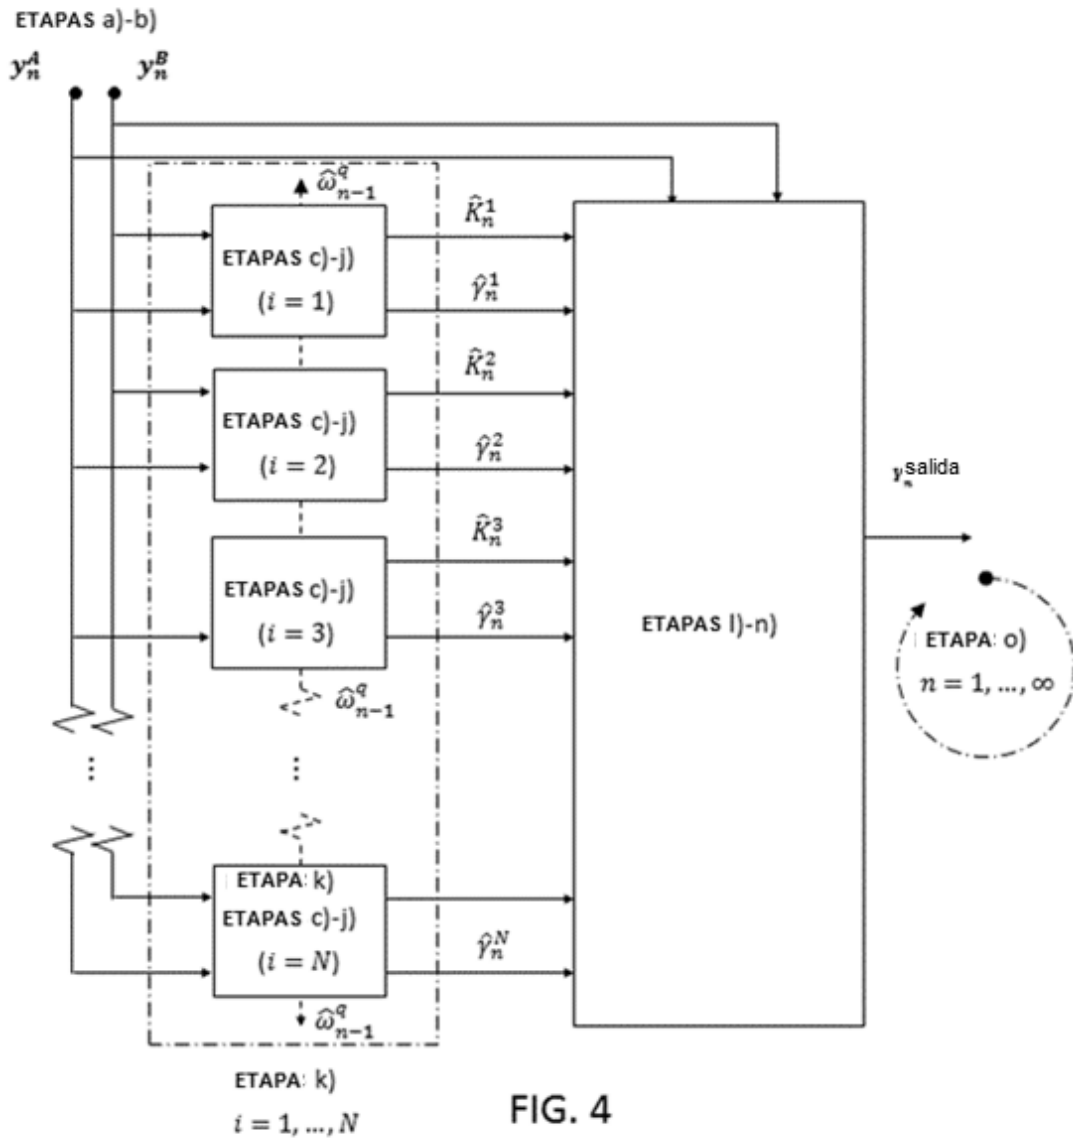 ETAPAS a)-b)
y_n^A y_n^B
ω̂_{n-1}^q
K̂_n^1
ETAPAS c)-j)
(i = 1)
γ̂_n^1
K̂_n^2
ETAPAS c)-j)
(i = 2)
γ̂_n^2
K̂_n^3
ETAPAS c)-j)
(i = 3)
γ̂_n^3
ω̂_{n-1}^q
ETAPAS l)-n)
salida
ETAPA: o)
n = 1, ..., ∞
...
...
ETAPA: k)
ETAPAS c)-j)
(i = N)
γ̂_n^N
ω̂_{n-1}^q
ETAPA: k)
i = 1, ..., N
FIG. 4